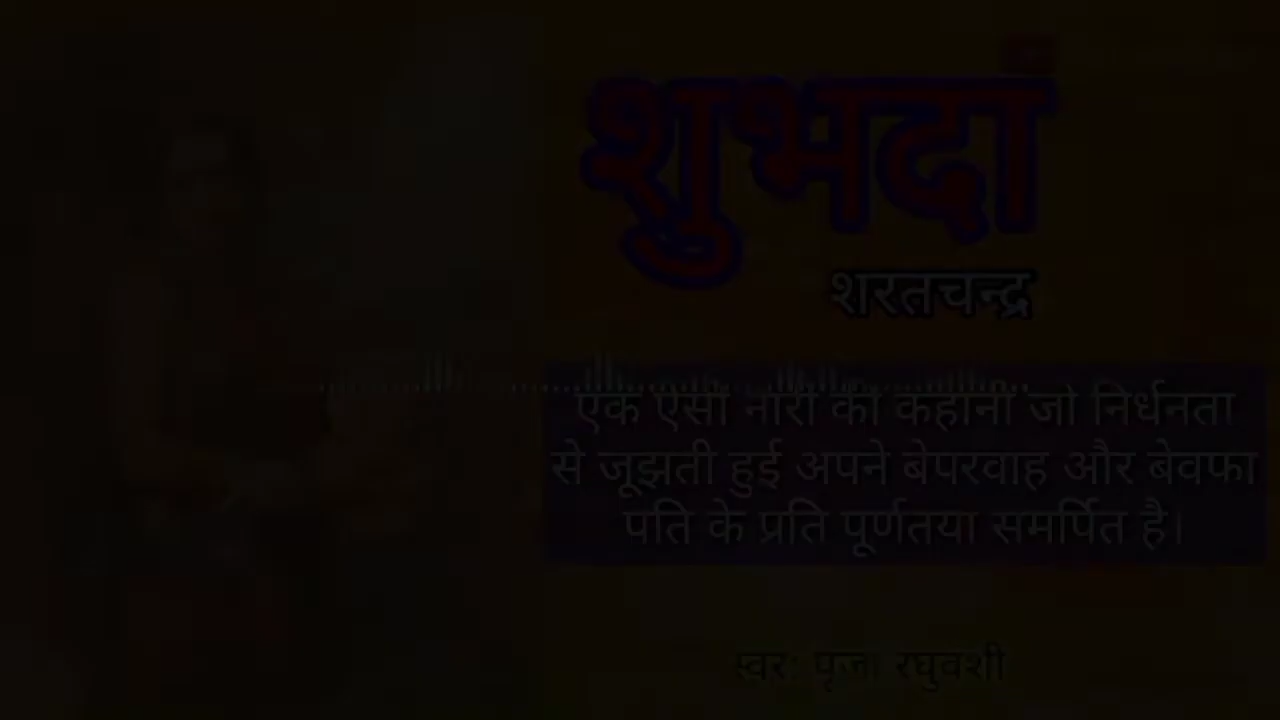 शुभदा
शरतचन्द्र
एक ऐसी नारी की कहानी जो निर्धनता
से जूझती हुई अपने बेपरवाह और बेवफा
पति के प्रति पूर्णतया समर्पित है।
स्वर: पूजा रघुवंशी